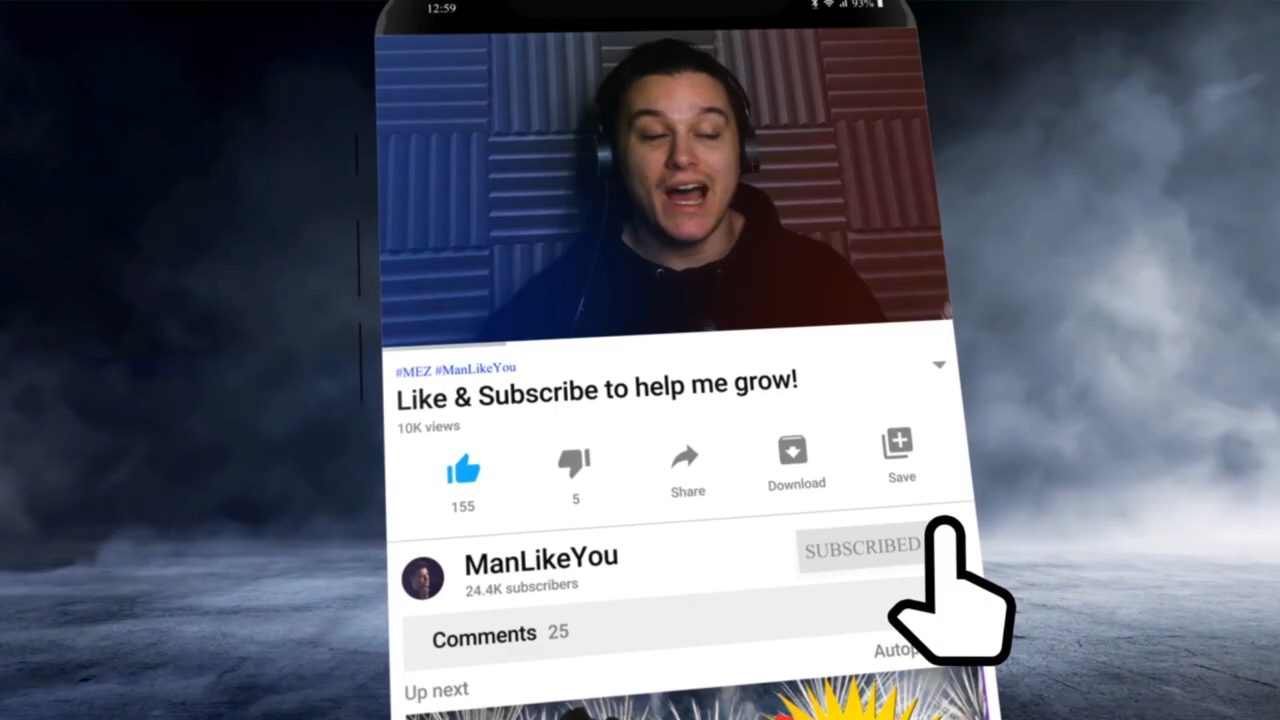 12:59 93%
#MEZ #ManLikeYou
Like & Subscribe to help me grow!
10K views
155 5 Share Download Save
ManLikeYou SUBSCRIBED
24.4K subscribers
Comments 25
Up next